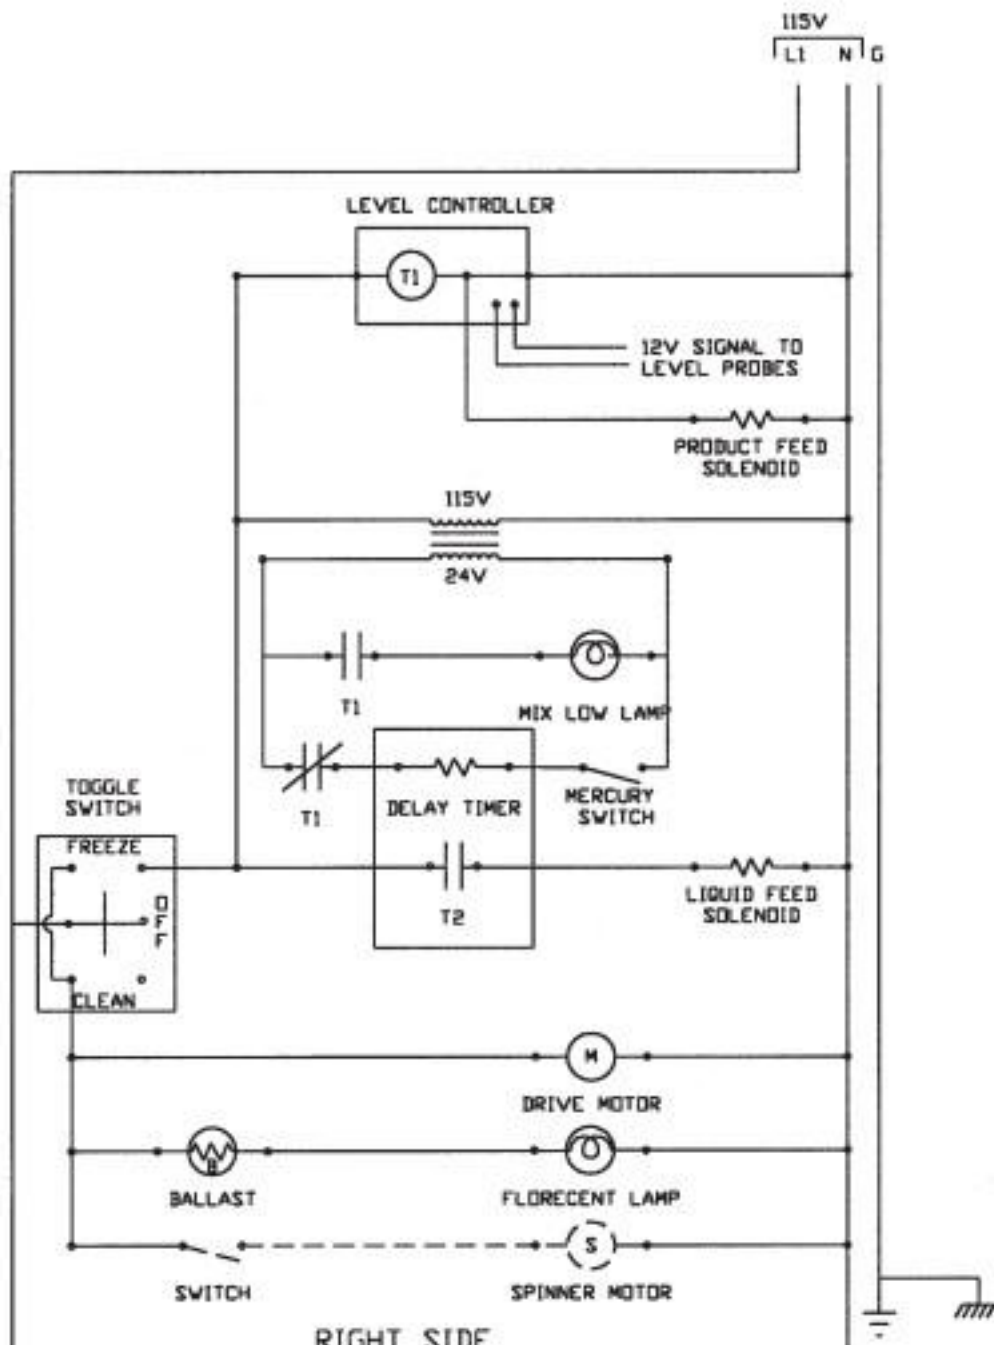 115V
L1 N G
LEVEL CONTROLLER
T1
12V SIGNAL TO
LEVEL PROBES
PRODUCT FEED
SOLENOID
115V
24V
T1
MIX LOW LAMP
T1
DELAY TIMER
MERCURY
SWITCH
TOGGLE
SWITCH
FREEZE
OFF
CLEAN
T2
LIQUID FEED
SOLENOID
M
DRIVE MOTOR
B
BALLAST
FLORECENT LAMP
S
SWITCH
SPINNER MOTOR
RIGHT SIDE